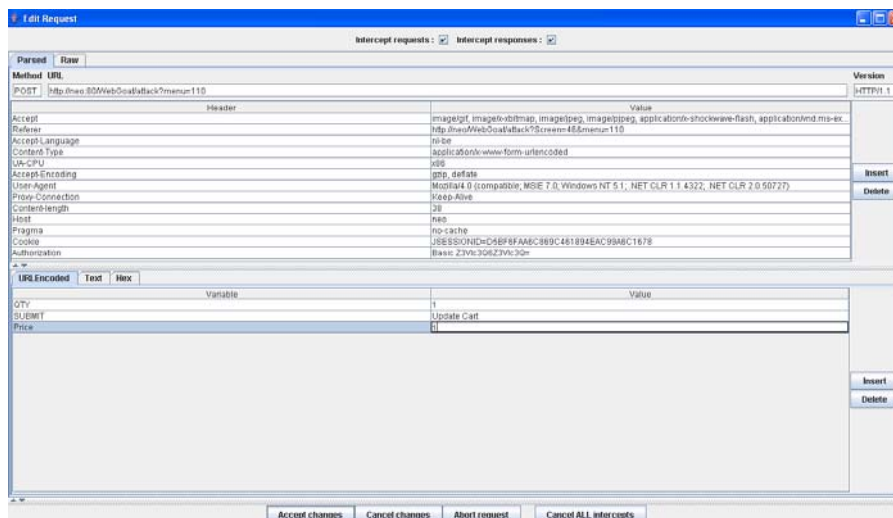 Edit Request
Intercept requests : Intercept responses :
Parsed Raw
Method URL Version
POST http://neo:80/WebGoat/attack?menu=110 HTTP/1.1
Header Value
Accept image/gif, image/x-xbitmap, image/jpeg, image/pjpeg, application/x-shockwave-flash, application/vnd.ms-ex...
Referer http://neo/WebGoat/attack?Screen=46&menu=110
Accept-Language nl-be
Content-Type application/x-www-form-urlencoded
UA-CPU x86
Accept-Encoding gzip, deflate
User-Agent Mozilla/4.0 (compatible; MSIE 7.0; Windows NT 5.1; .NET CLR 1.1.4322; .NET CLR 2.0.50727)
Proxy-Connection Keep-Alive
Content-length 38
Host neo
Pragma no-cache
Cookie
Authorization Basic
Insert
Delete
URLEncoded Text Hex
Variable Value
QTY 1
SUBMIT Update Cart
Price
Insert
Delete
Accept changes Cancel changes Abort request Cancel ALL intercepts